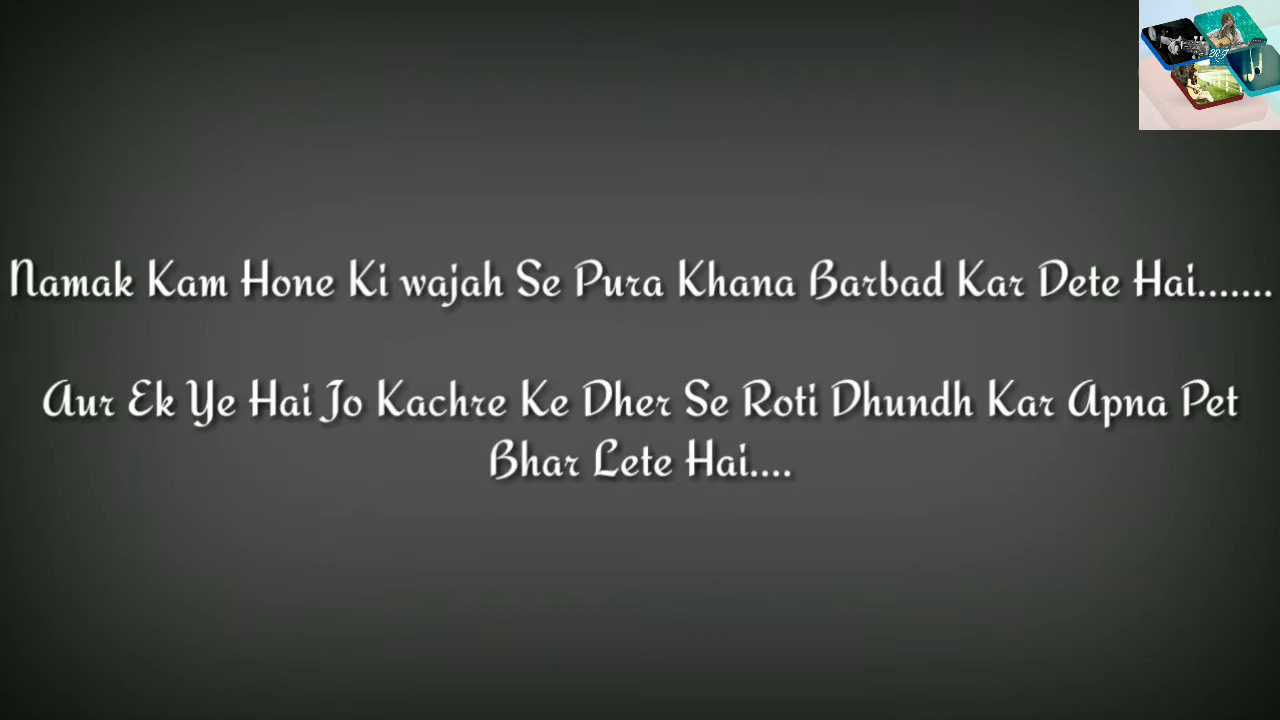 Namak Kam Hone Ki wajah Se Pura Khana Barbad Kar Dete Hai.......
Aur Ek Ye Hai Jo Kachre Ke Dher Se Roti Dhundh Kar Apna Pet
Bhar Lete Hai....